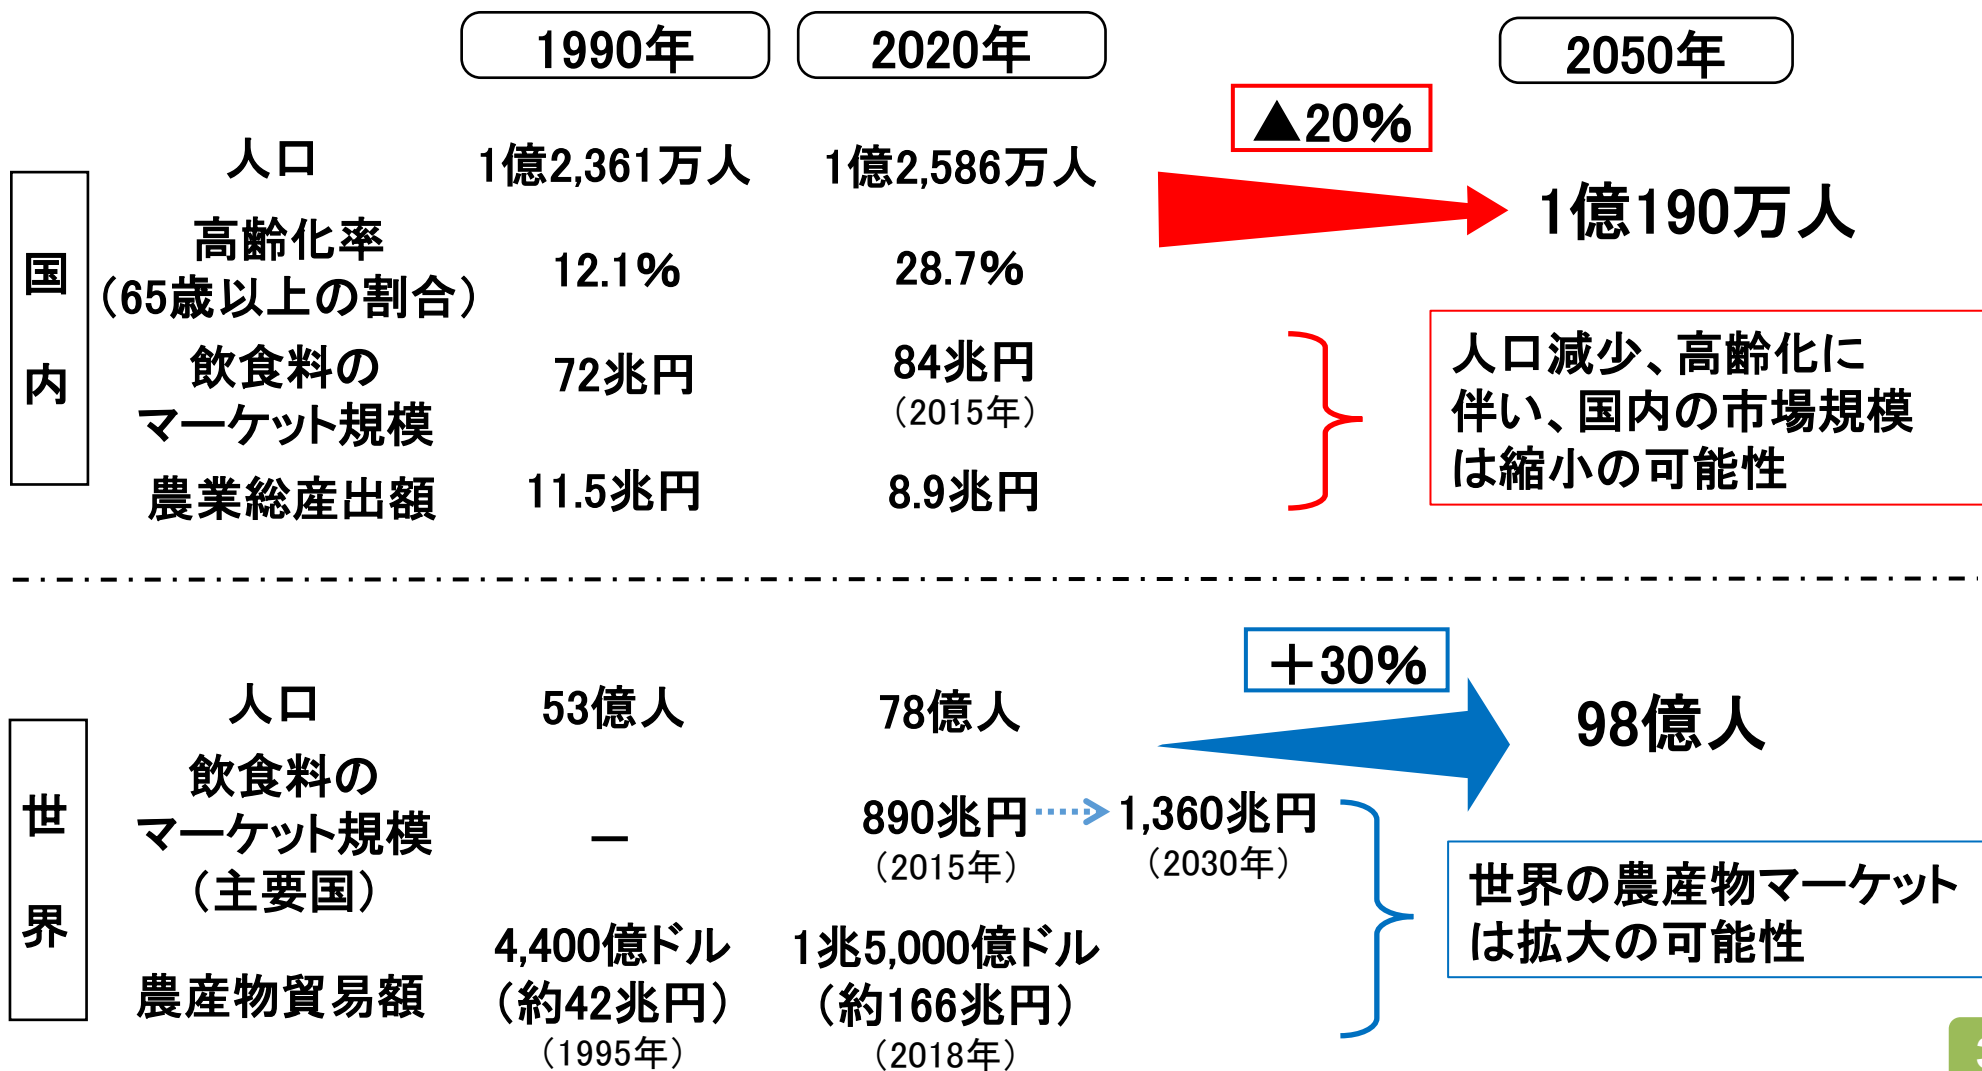 1990年 2020年 2050年
▲20%
人口 1億2,361万人 1億2,586万人 1億190万人
国内
高齢化率
（65歳以上の割合） 12.1% 28.7%
飲食料の
マーケット規模 72兆円 84兆円
（2015年）
農業総産出額 11.5兆円 8.9兆円
人口減少、高齢化に
伴い、国内の市場規模
は縮小の可能性
＋30%
人口 53億人 78億人 98億人
世界
飲食料の
マーケット規模
（主要国） － 890兆円 1,360兆円
（2015年） （2030年）
農産物貿易額
4,400億ドル 1兆5,000億ドル
（約42兆円） （約166兆円）
（1995年） （2018年）
世界の農産物マーケット
は拡大の可能性